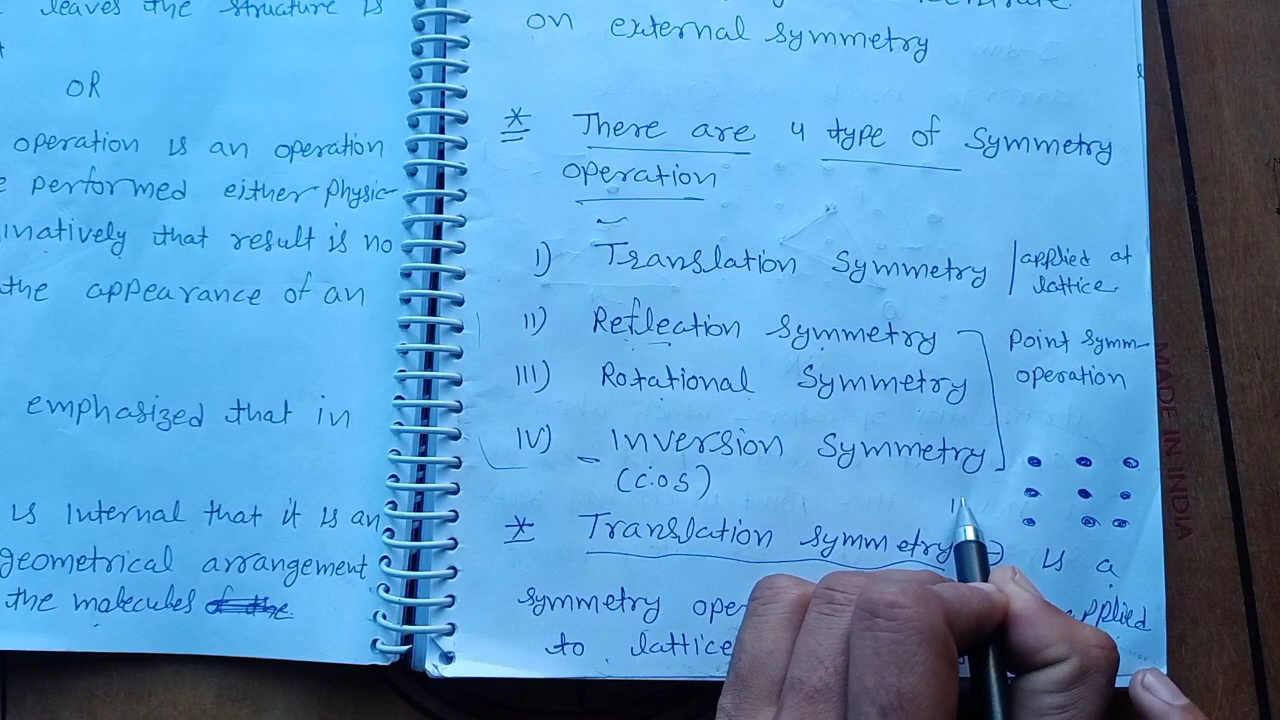 leaves the structure is
OR
operation is an operation
performed either physic-
inatively that result is no
the appearance of an
emphasized that in
is internal that it is an
geometrical arrangement
the molecules of the
on external symmetry
* There are 4 type of symmetry
operation
I) Translation symmetry | applied at
lattice
II) Reflection symmetry
III) Rotational symmetry
IV) - Inversion symmetry
(C.O.S)
Point symm-
operation
* Translation symmetry ⇒ is a
symmetry ope applied
to lattice
MADE IN INDIA